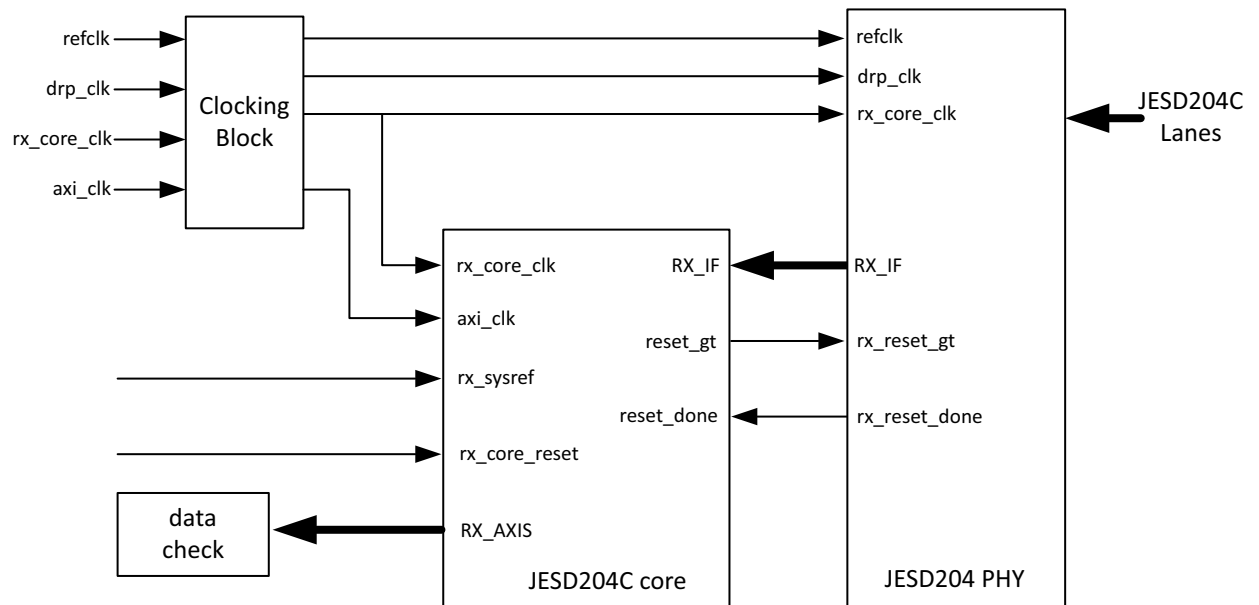 refclk
drp_clk
rx_core_clk
axi_clk
Clocking
Block
refclk
drp_clk
rx_core_clk
JESD204C
Lanes
rx_core_clk
axi_clk
rx_sysref
rx_core_reset
RX_AXIS
RX_IF
reset_gt
reset_done
JESD204C core
RX_IF
rx_reset_gt
rx_reset_done
JESD204 PHY
data
check